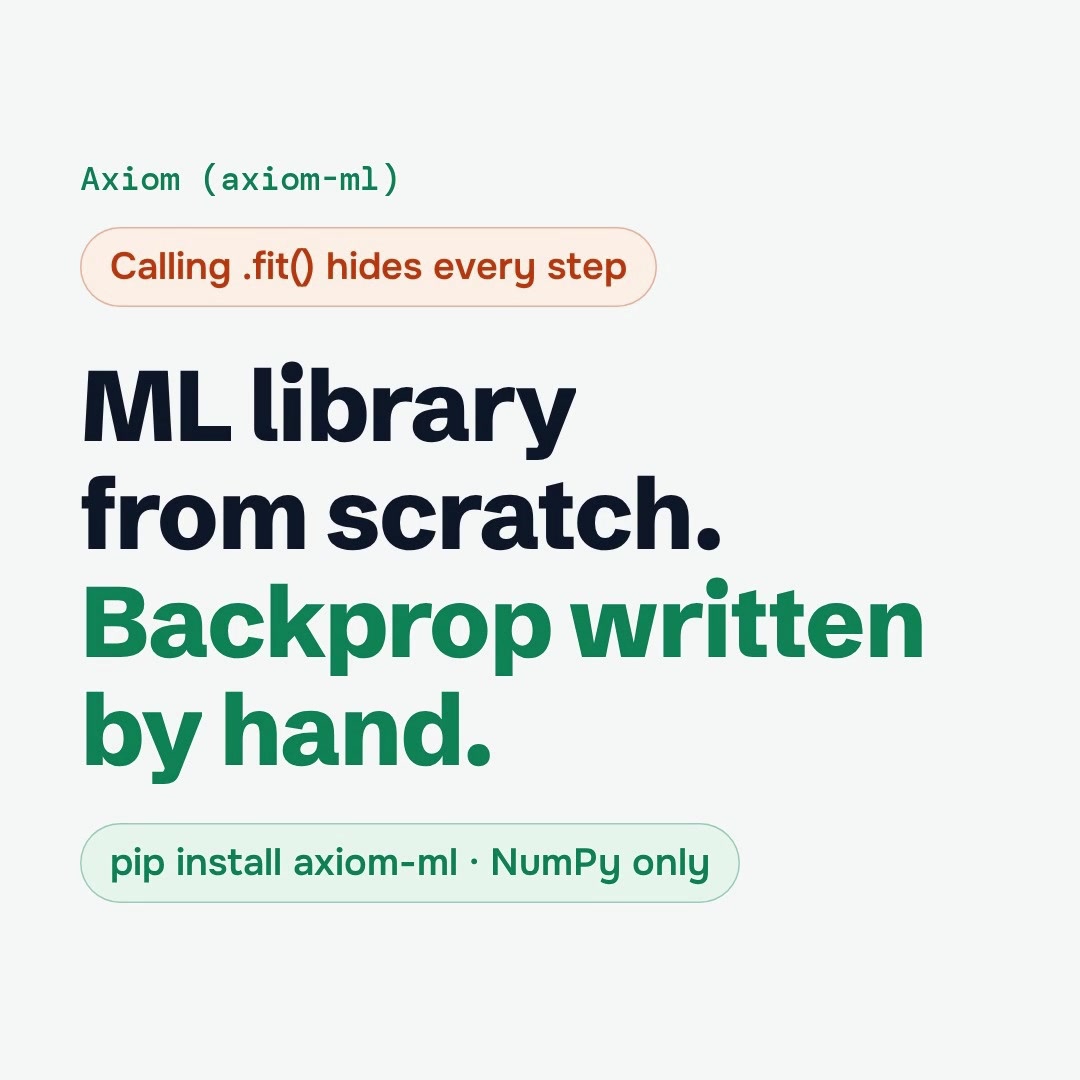 Axiom (axiom-ml)
Calling .fit() hides every step
ML library
from scratch.
Backprop written
by hand.
pip install axiom-ml · NumPy only